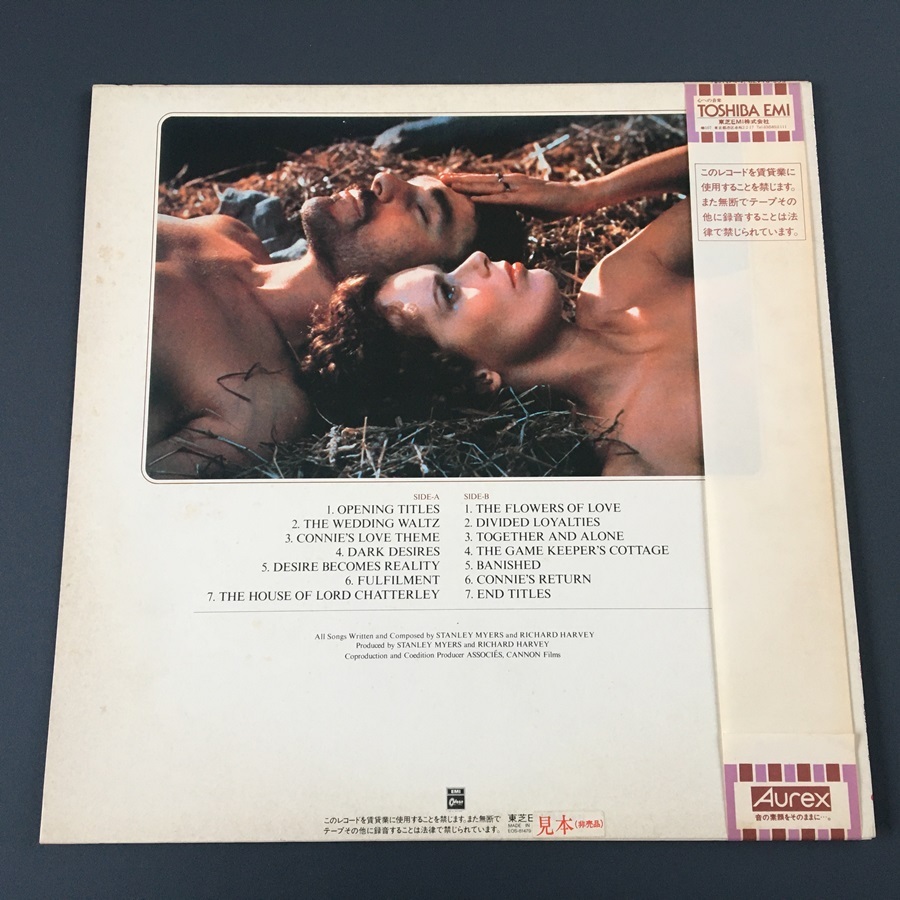 心への音楽
TOSHIBA EMI
東芝EMI株式会社
このレコードを賃貸業に
使用することを禁じます。
また無断でテープその
他に録音することは法
律で禁じられています。
SIDE-A
1. OPENING TITLES
2. THE WEDDING WALTZ
3. CONNIE'S LOVE THEME
4. DARK DESIRES
5. DESIRE BECOMES REALITY
6. FULFILMENT
7. THE HOUSE OF LORD CHATTERLEY
SIDE-B
1. THE FLOWERS OF LOVE
2. DIVIDED LOYALTIES
3. TOGETHER AND ALONE
4. THE GAME KEEPER'S COTTAGE
5. BANISHED
6. CONNIE'S RETURN
7. END TITLES
All Songs Written and Composed by STANLEY MYERS and RICHARD HARVEY
Produced by STANLEY MYERS and RICHARD HARVEY
Coproduction and Coedition Producer ASSOCIÉS, CANNON Films
EMI
Odeon
このレコードを賃貸業に使用することを禁じます。また無断で
テープその他に録音することは法律で禁じられています。
東芝E
MADE IN
見本(非売品)
Aurex
音の素顔をそのままに…。